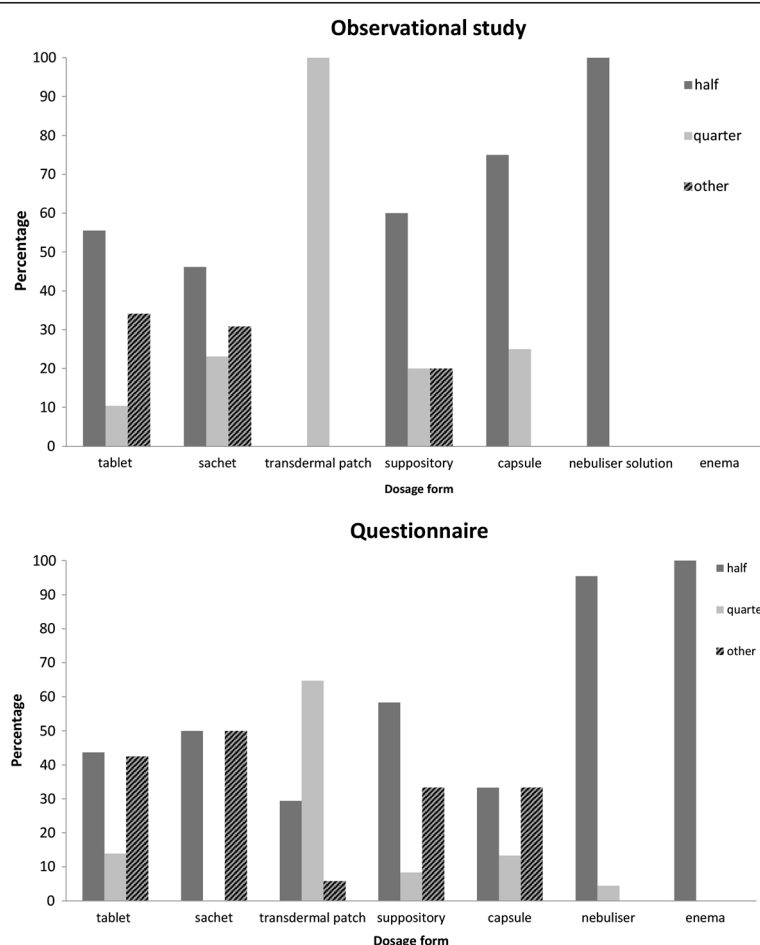 Observational study
Percentage
100
90
80
70
60
50
40
30
20
10
0
half
quarter
other
tablet sachet transdermal patch suppository capsule nebuliser solution enema
Dosage form
Questionnaire
Percentage
100
90
80
70
60
50
40
30
20
10
0
half
quarte
other
tablet sachet transdermal patch suppository capsule nebuliser enema
Dosage form